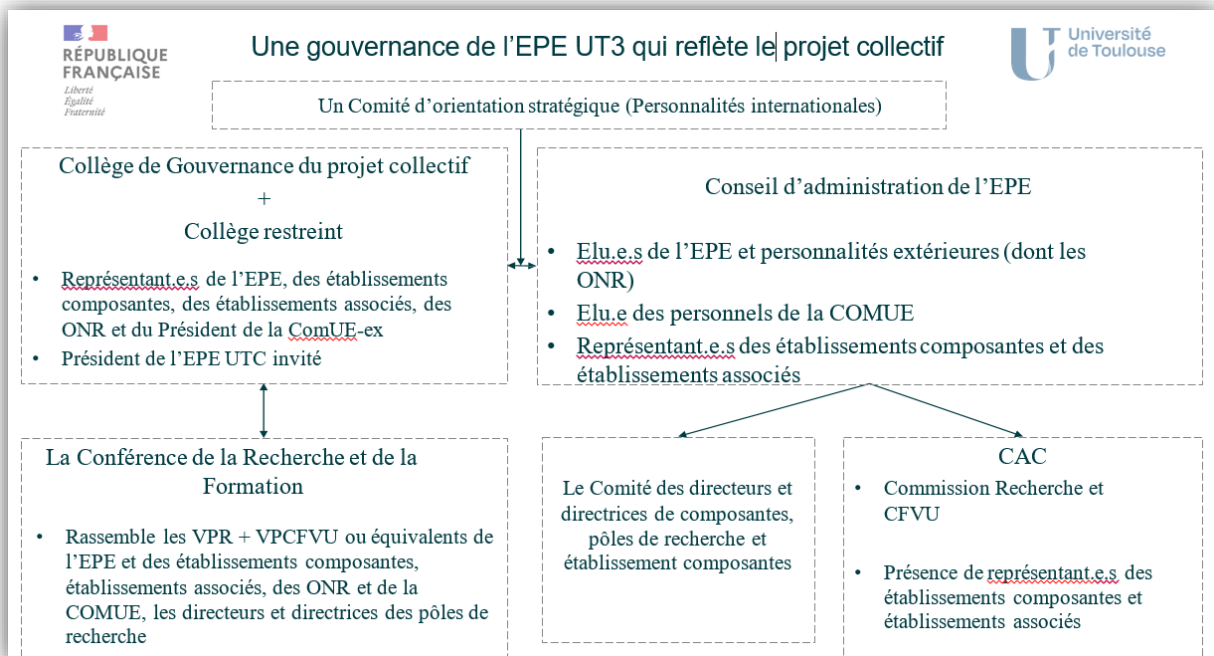 RÉPUBLIQUE
FRANÇAISE
Liberté
Égalité
Fraternité
Une gouvernance de l'EPE UT3 qui reflète le projet collectif
Université
de Toulouse
Un Comité d'orientation stratégique (Personnalités internationales)
Collège de Gouvernance du projet collectif
+
Collège restreint
• Représentant.e.s de l'EPE, des établissements
composantes, des établissements associés, des
ONR et du Président de la ComUE-ex
• Président de l'EPE UTC invité
Conseil d'administration de l'EPE
• Elu.e.s de l'EPE et personnalités extérieures (dont les
ONR)
• Elu.e des personnels de la COMUE
• Représentant.e.s des établissements composantes et des
établissements associés
La Conférence de la Recherche et de la
Formation
• Rassemble les VPR + VPCFVU ou équivalents de
l'EPE et des établissements composantes,
établissements associés, des ONR et de la
COMUE, les directeurs et directrices des pôles de
recherche
Le Comité des directeurs et
directrices de composantes,
pôles de recherche et
établissement composantes
CAC
• Commission Recherche et
CFVU
• Présence de représentant.e.s des
établissements composantes et
établissements associés